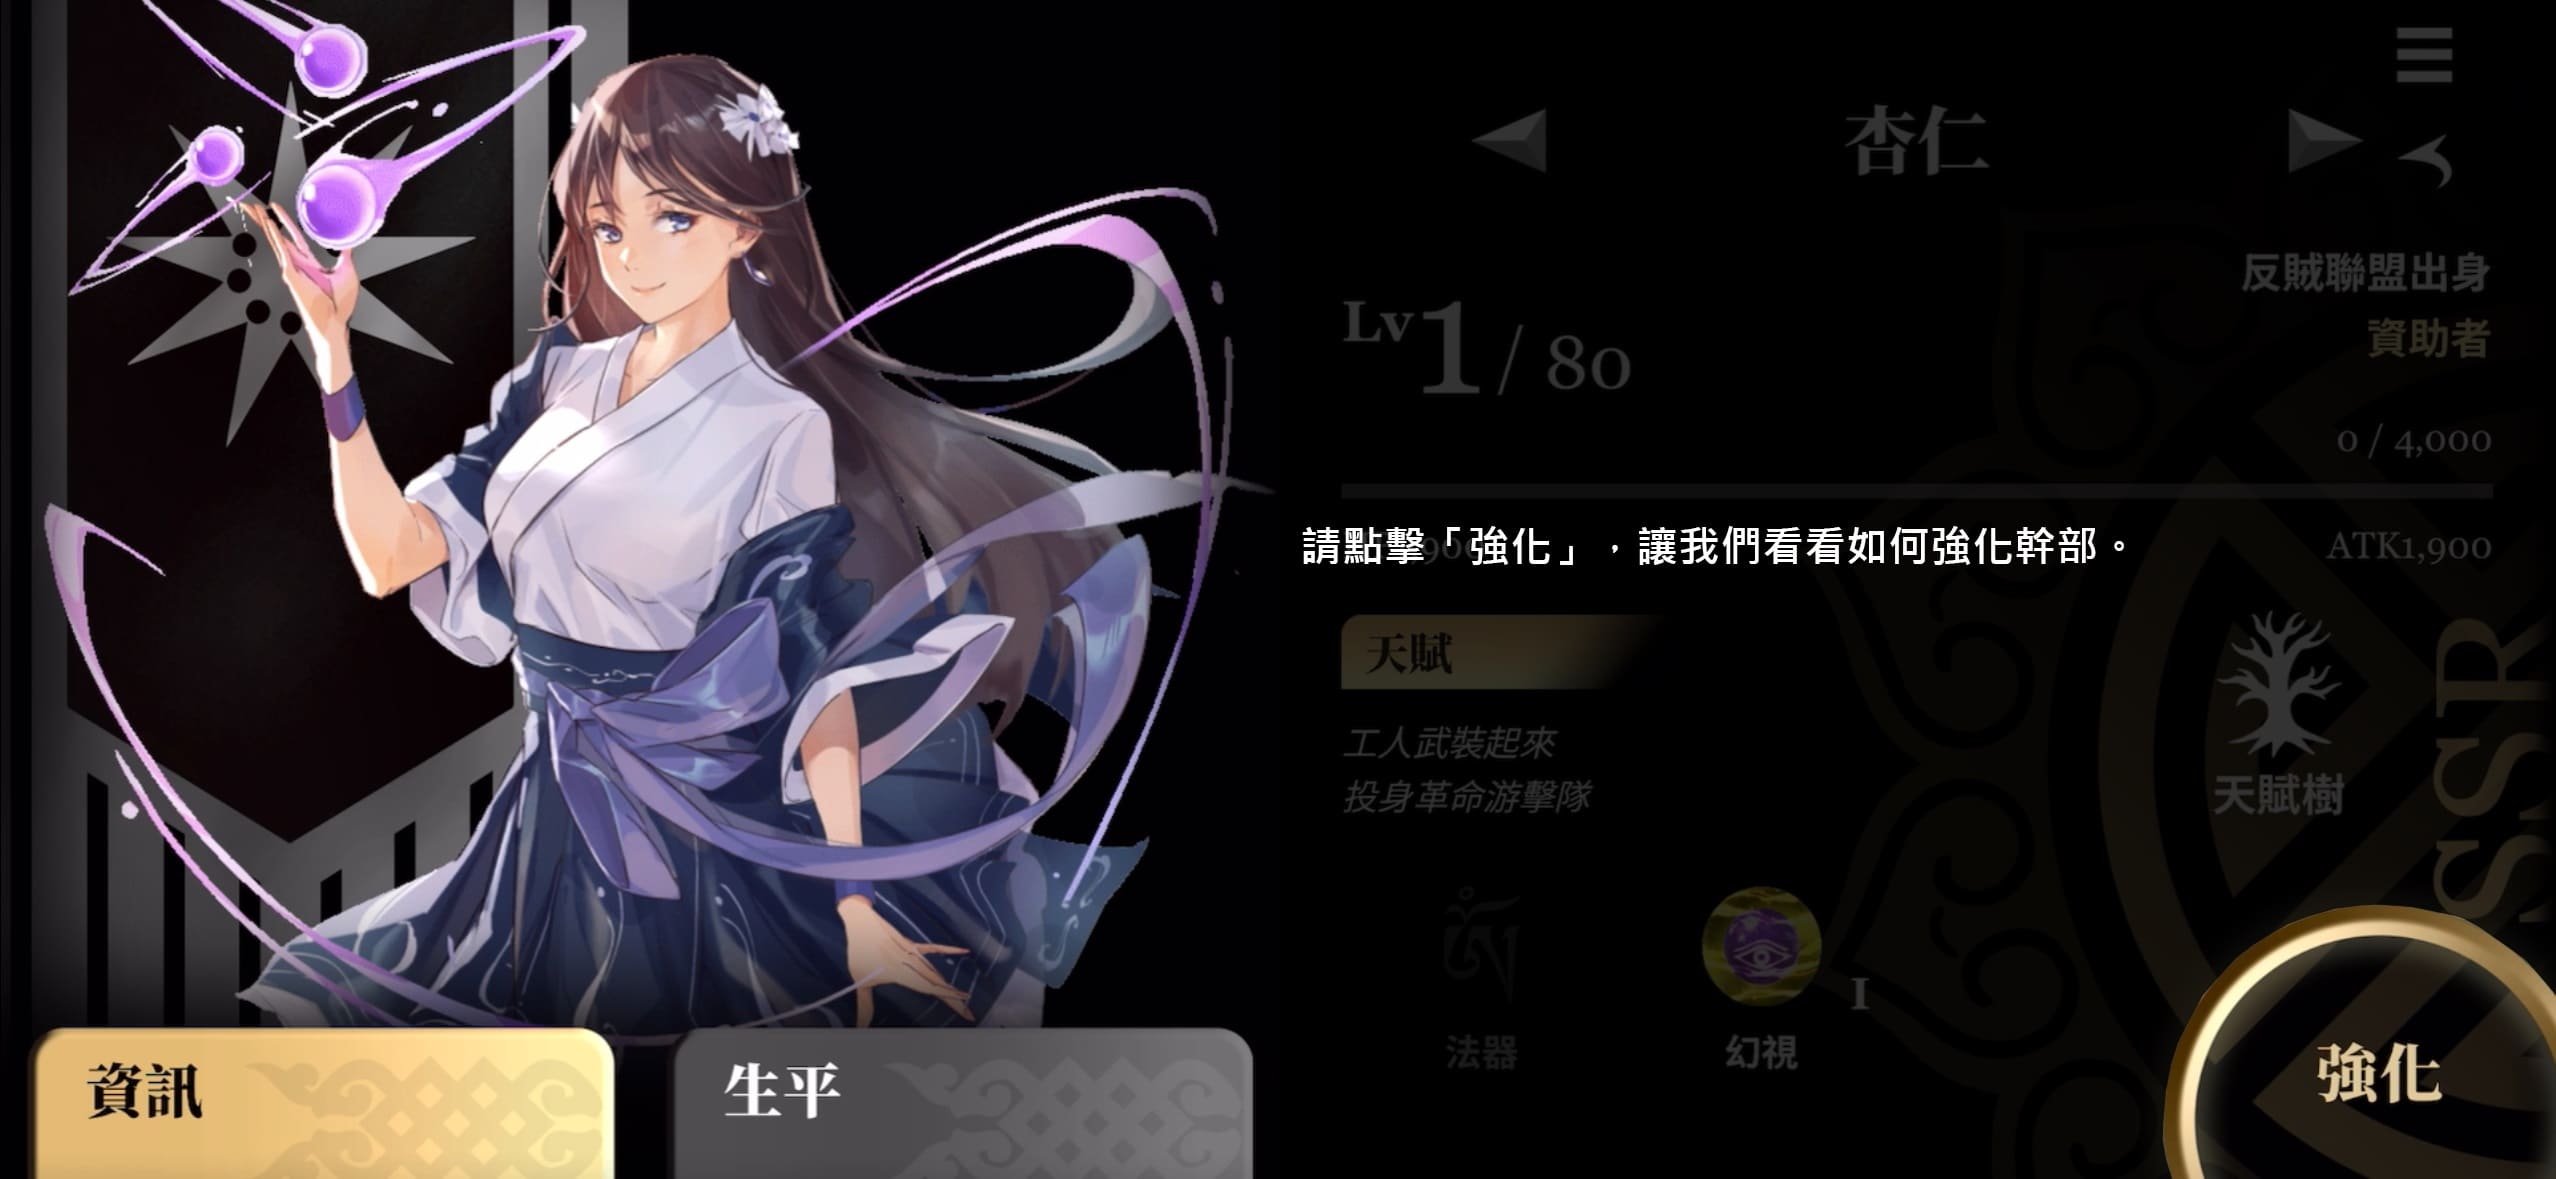 杏仁
反賊聯盟出身
資助者
Lv1/80
0 / 4,000
請點擊「強化」，讓我們看看如何強化幹部。
ATK1,900
天賦
工人武裝起來
投身革命游擊隊
天賦樹
SSR
ༀ
I
法器
幻視
資訊
生平
強化